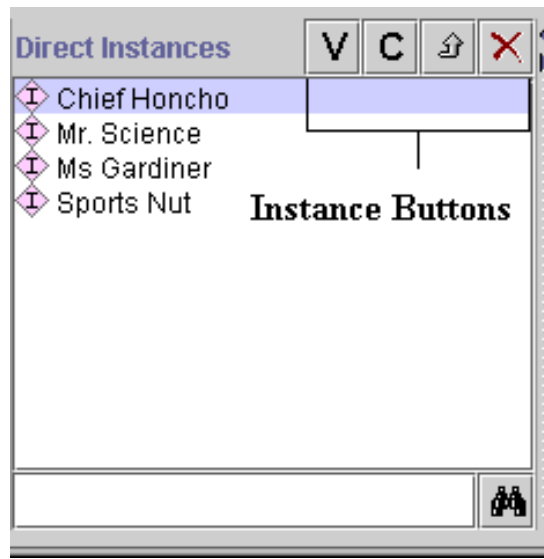 Direct Instances V C
Chief Honcho
Mr. Science
Ms Gardiner
Sports Nut
Instance Buttons